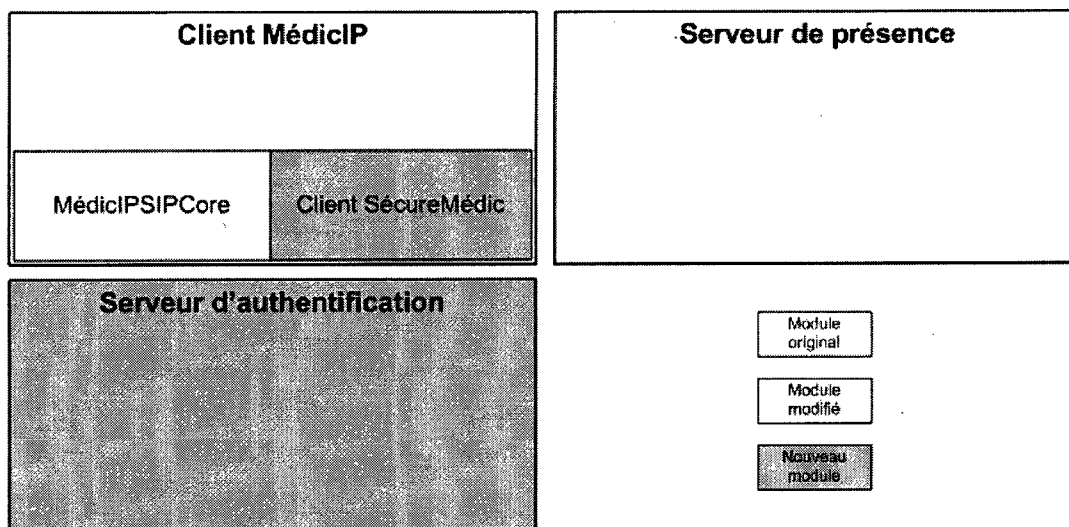 Client MédicIP
Serveur de présence
MédicIPSIPCore
Client SécureMédic
Serveur d'authentification
Module
original
Module
modifié
Nouveau
module